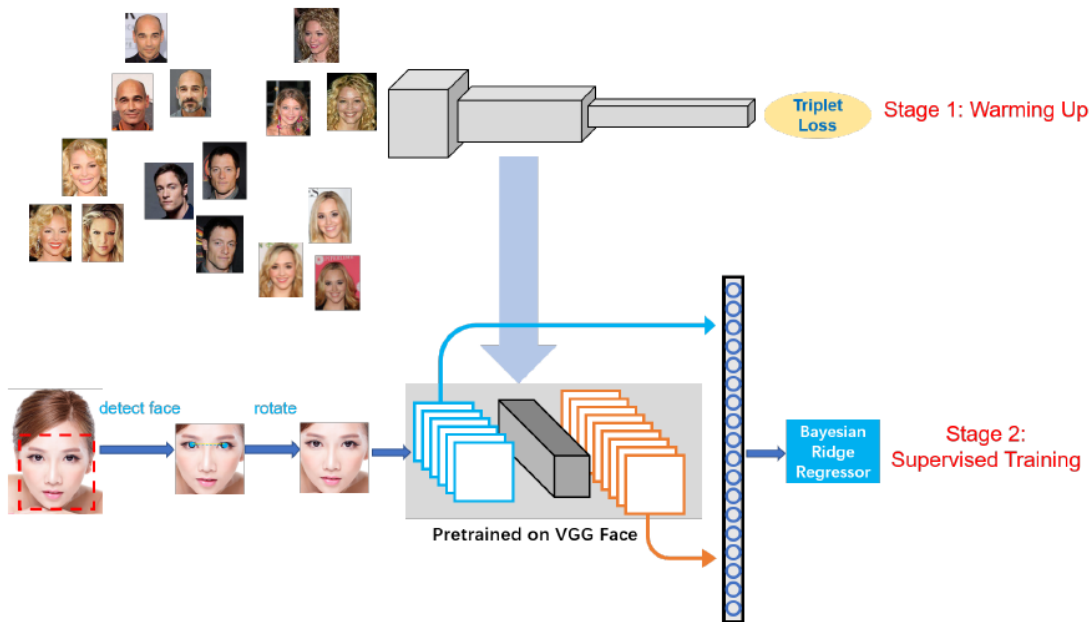 Triplet
Loss
Stage 1: Warming Up
detect face
rotate
Bayesian
Ridge
Regressor
Stage 2:
Supervised Training
Pretrained on VGG Face